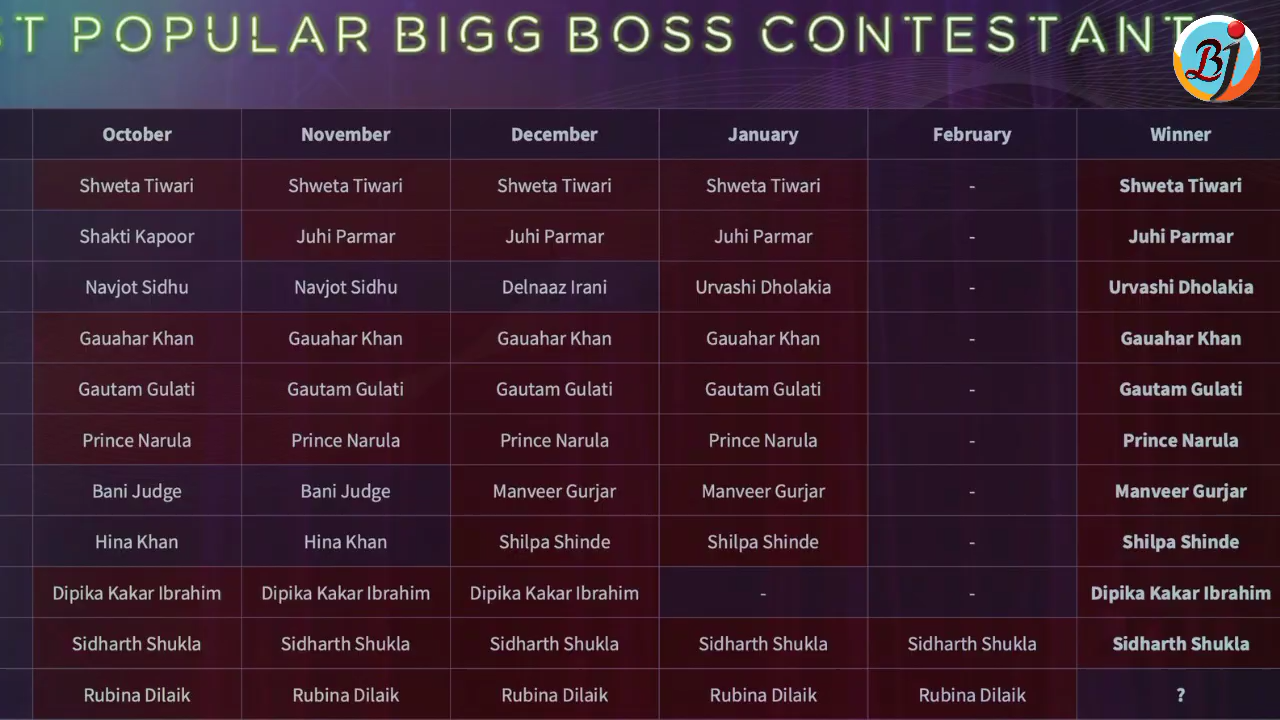 T POPULAR BIGG BOSS CONTESTANT
BJ
October November December January February Winner
Shweta Tiwari Shweta Tiwari Shweta Tiwari Shweta Tiwari - Shweta Tiwari
Shakti Kapoor Juhi Parmar Juhi Parmar Juhi Parmar - Juhi Parmar
Navjot Sidhu Navjot Sidhu Delnaaz Irani Urvashi Dholakia - Urvashi Dholakia
Gauahar Khan Gauahar Khan Gauahar Khan Gauahar Khan - Gauahar Khan
Gautam Gulati Gautam Gulati Gautam Gulati Gautam Gulati - Gautam Gulati
Prince Narula Prince Narula Prince Narula Prince Narula - Prince Narula
Bani Judge Bani Judge Manveer Gurjar Manveer Gurjar - Manveer Gurjar
Hina Khan Hina Khan Shilpa Shinde Shilpa Shinde - Shilpa Shinde
Dipika Kakar Ibrahim Dipika Kakar Ibrahim Dipika Kakar Ibrahim - - Dipika Kakar Ibrahim
Sidharth Shukla Sidharth Shukla Sidharth Shukla Sidharth Shukla Sidharth Shukla Sidharth Shukla
Rubina Dilaik Rubina Dilaik Rubina Dilaik Rubina Dilaik Rubina Dilaik ?